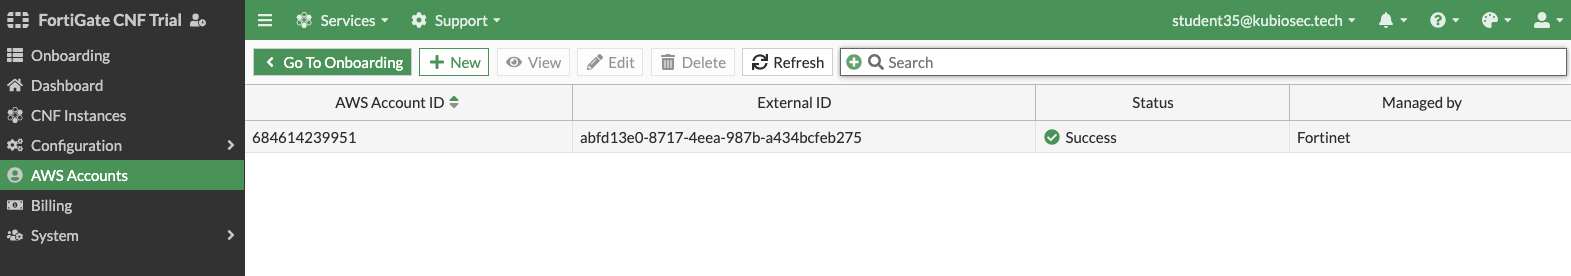 FortiGate CNF Trial
Services
Support
student35@kubiosec.tech
Onboarding
Dashboard
CNF Instances
Configuration
AWS Accounts
Billing
System
Go To Onboarding
New
View
Edit
Delete
Refresh
Search
AWS Account ID
External ID
Status
Managed by
684614239951
abfd13e0-8717-4eea-987b-a434bcfeb275
Success
Fortinet